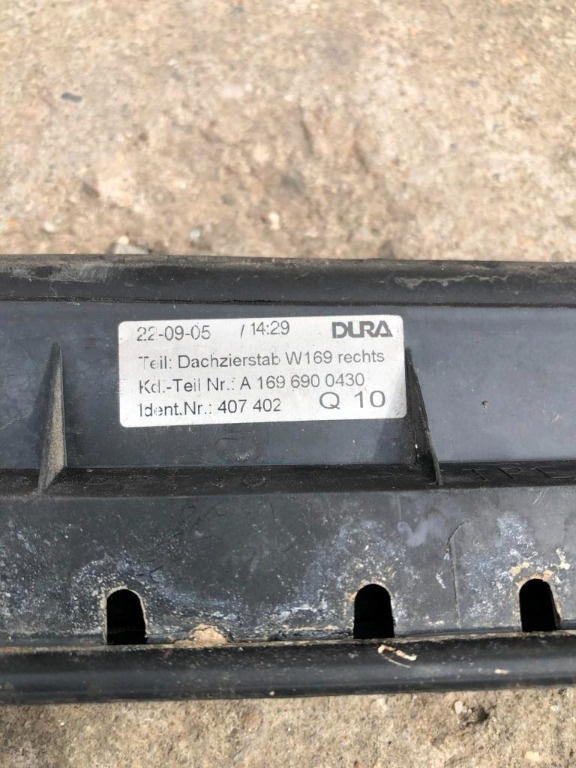 22-09-05 / 14:29 DURA
Teil: Dachzierstab W169 rechts
Kd.-Teil Nr.: A 169 690 0430
Ident.Nr.: 407 402 Q 10